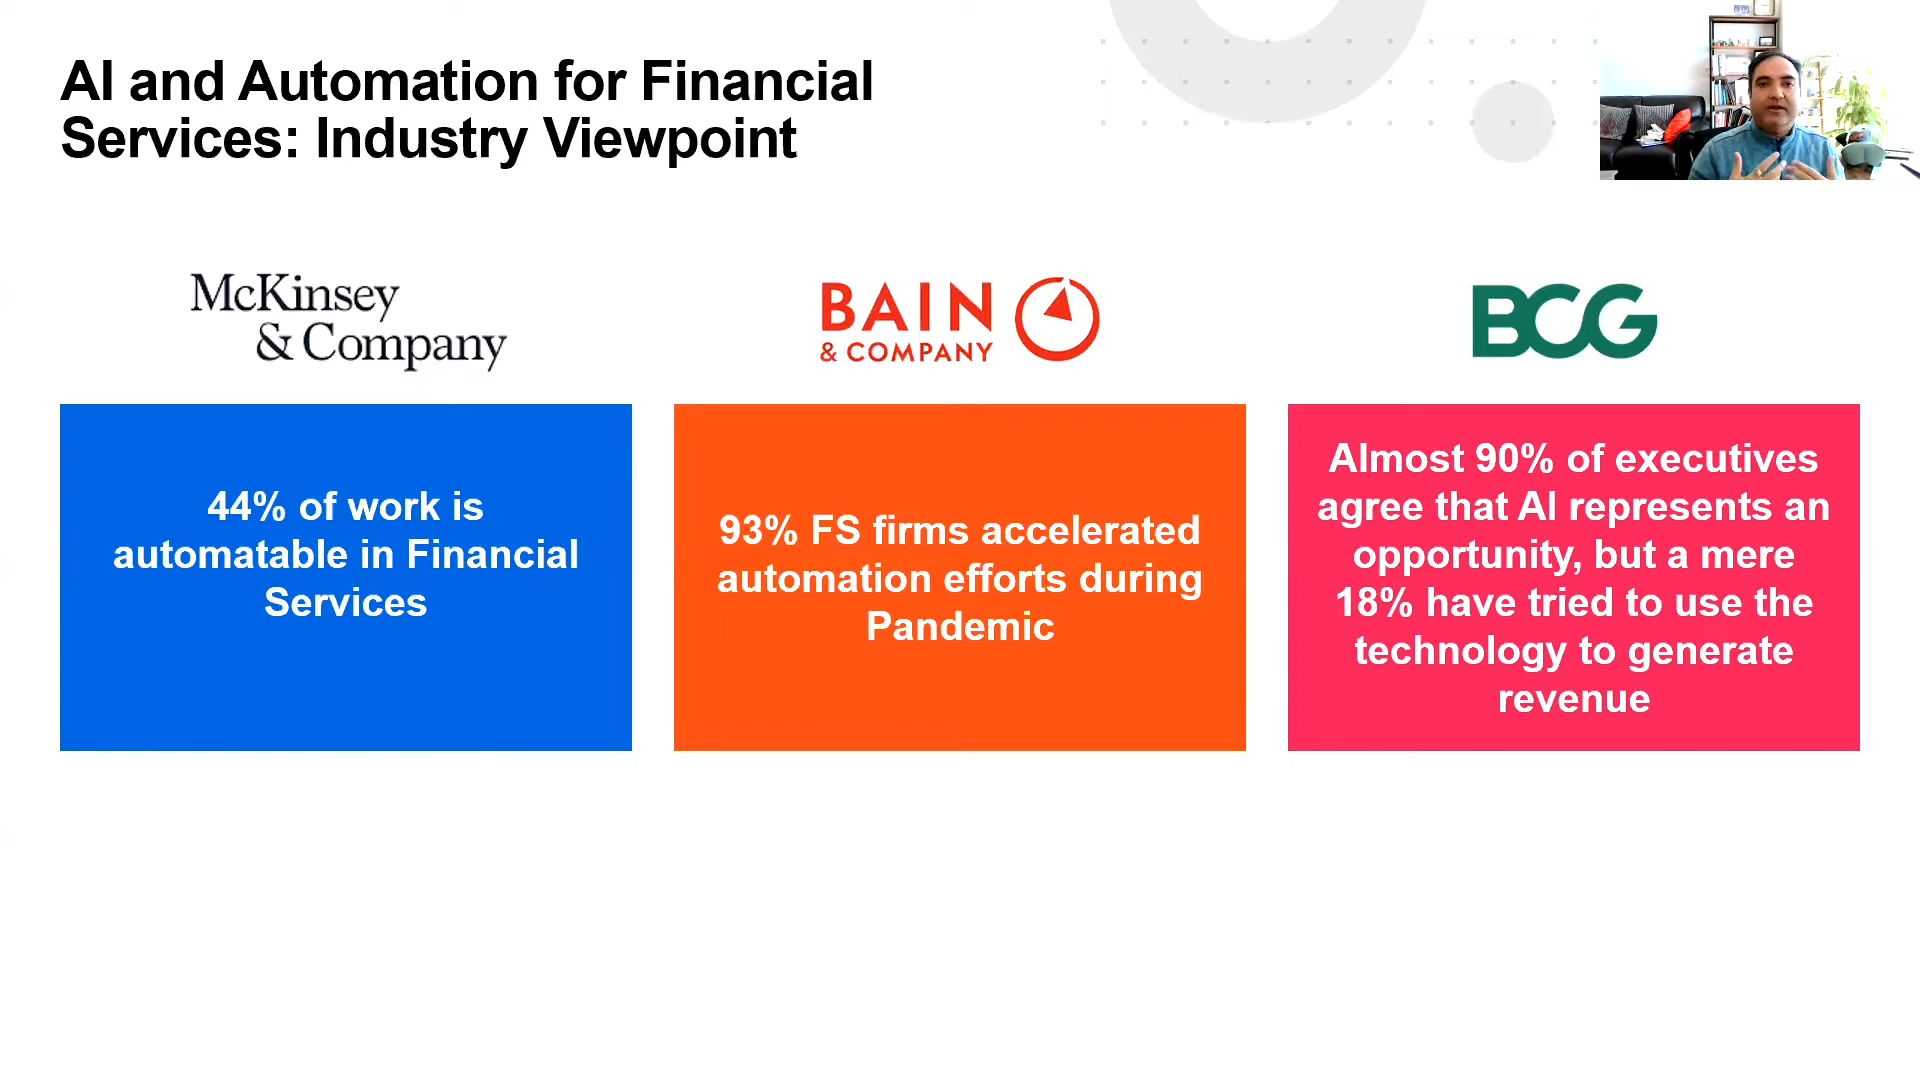 AI and Automation for Financial
Services: Industry Viewpoint
McKinsey
& Company
BAIN
& COMPANY
BCG
44% of work is
automatable in Financial
Services
93% FS firms accelerated
automation efforts during
Pandemic
Almost 90% of executives
agree that AI represents an
opportunity, but a mere
18% have tried to use the
technology to generate
revenue